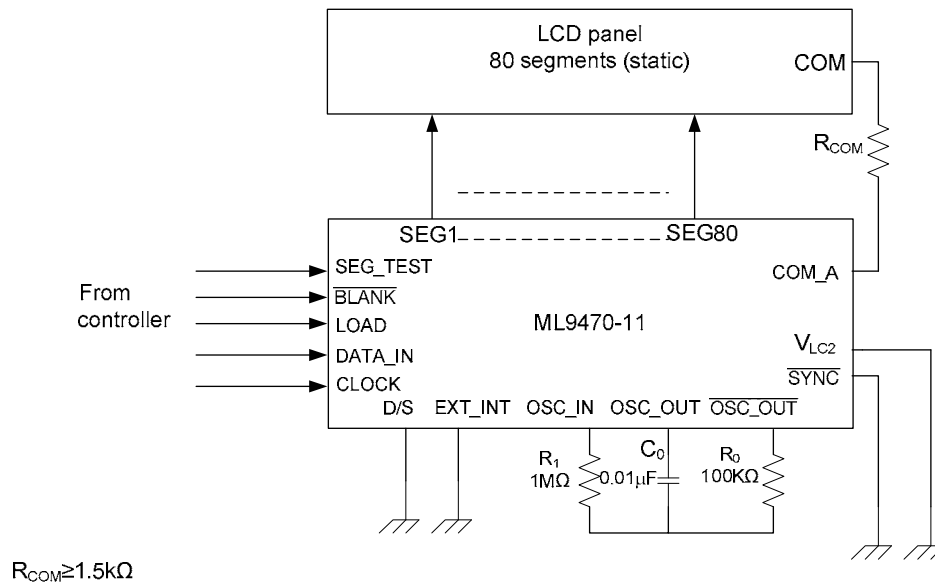 LCD panel
80 segments (static)
COM
R_COM
SEG1
SEG80
SEG_TEST
BLANK
LOAD
DATA_IN
CLOCK
From
controller
ML9470-11
COM_A
V_LC2
SYNC
D/S
EXT_INT
OSC_IN
OSC_OUT
OSC_OUT
R1
1MΩ
C0
0.01μF
R0
100KΩ
R_COM≥1.5kΩ